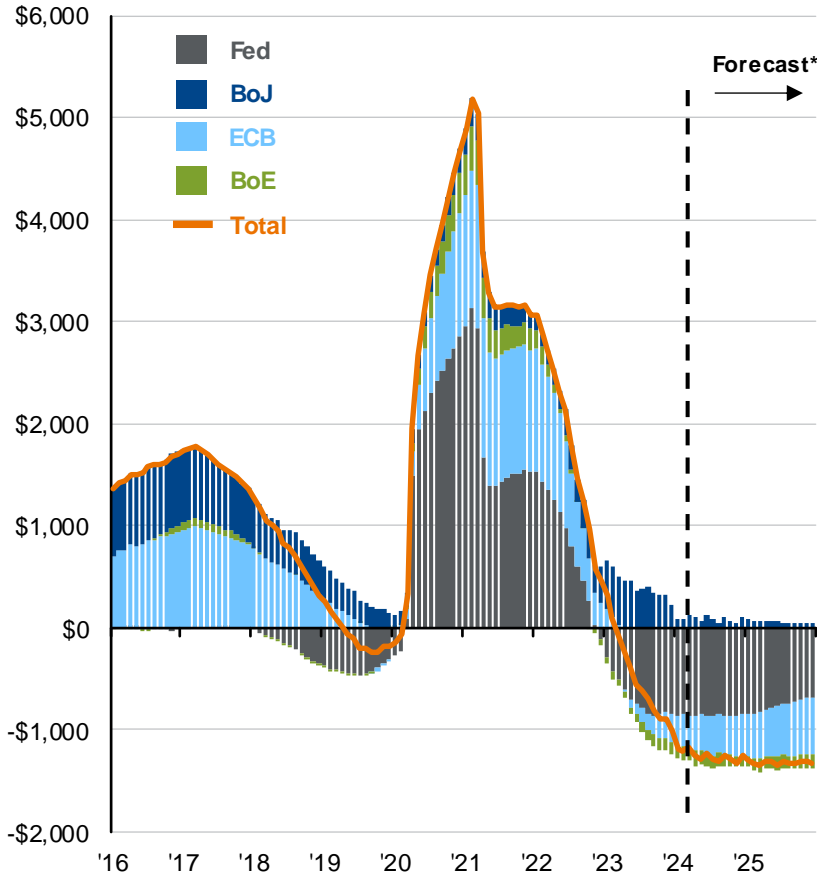 $6,000
$5,000
$4,000
$3,000
$2,000
$1,000
$0
-$1,000
-$2,000
Fed
BoJ
ECB
BoE
Total
Forecast*
'16 '17 '18 '19 '20 '21 '22 '23 '24 '25